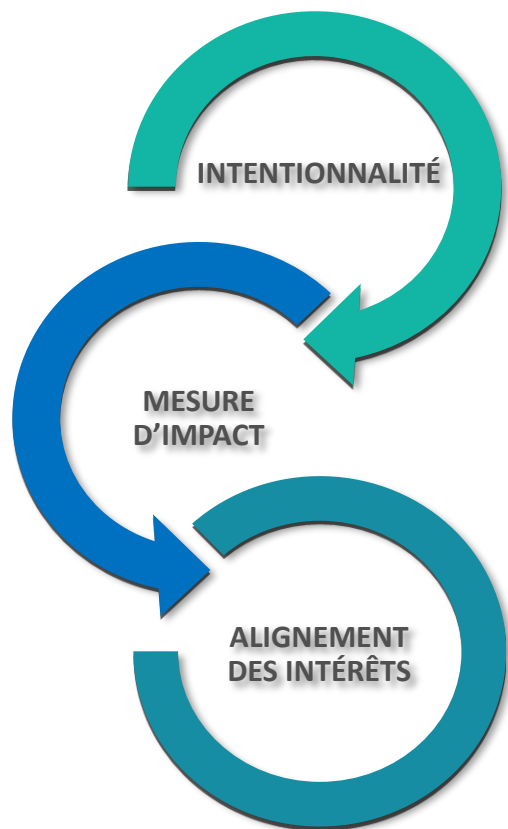 INTENTIONNALITÉ
MESURE
D’IMPACT
ALIGNEMENT
DES INTÉRÊTS